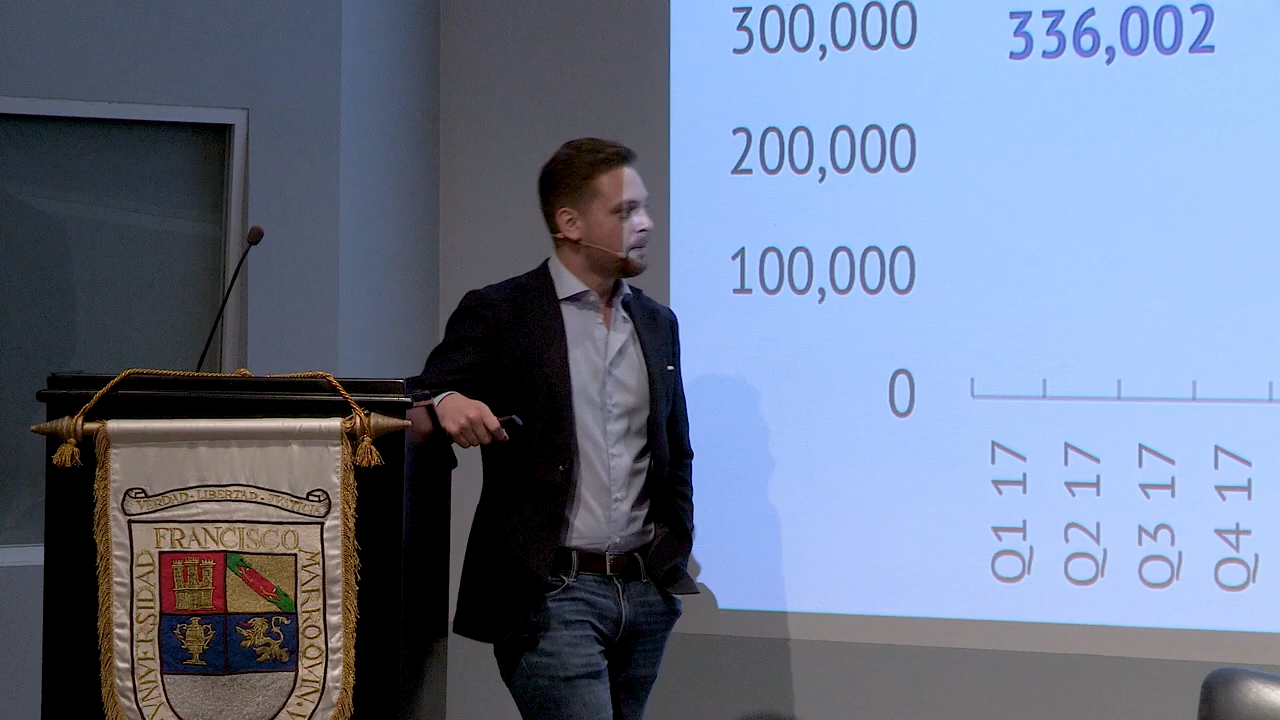 300,000
336,002
200,000
100,000
0
Q1 17
Q2 17
Q3 17
Q4 17
VERDAD · LIBERTAD · JUSTICIA
UNIVERSIDAD
FRANCISCO
MARROQUIN